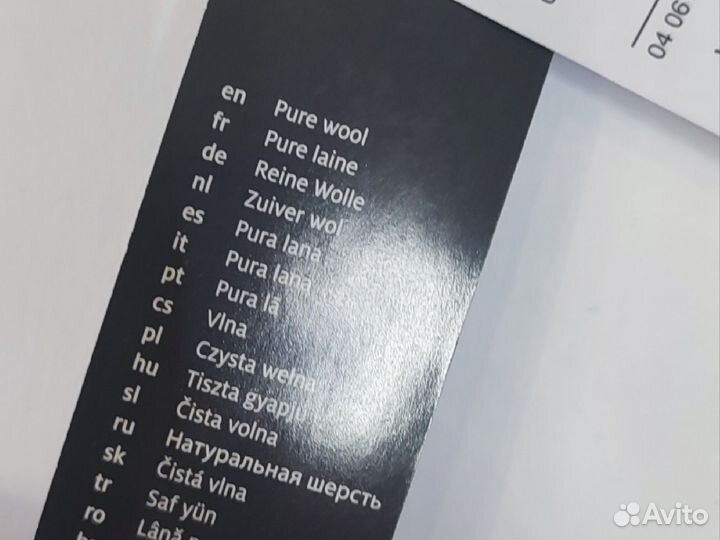 04 06
en Pure wool
fr Pure laine
de Reine Wolle
nl Zuiver wol
es Pura lana
it Pura lana
pt Pura lã
cs Vlna
pl Czysta wełna
hu Tiszta gyapjú
sl Čista volna
ru Натуральная шерсть
sk Čistá vlna
tr Saf yün
ro Lână
Avito